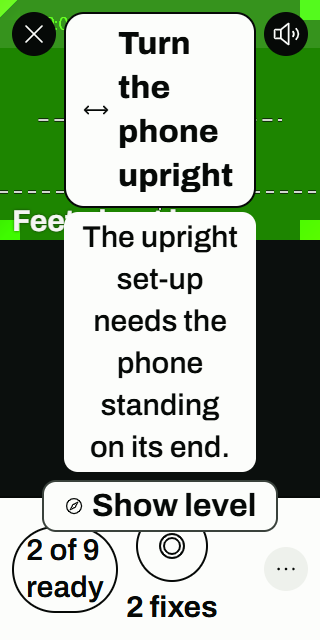 Turn
the
phone
upright
The upright
set-up
needs the
phone
standing
on its end.
Show level
2 of 9
ready
2 fixes